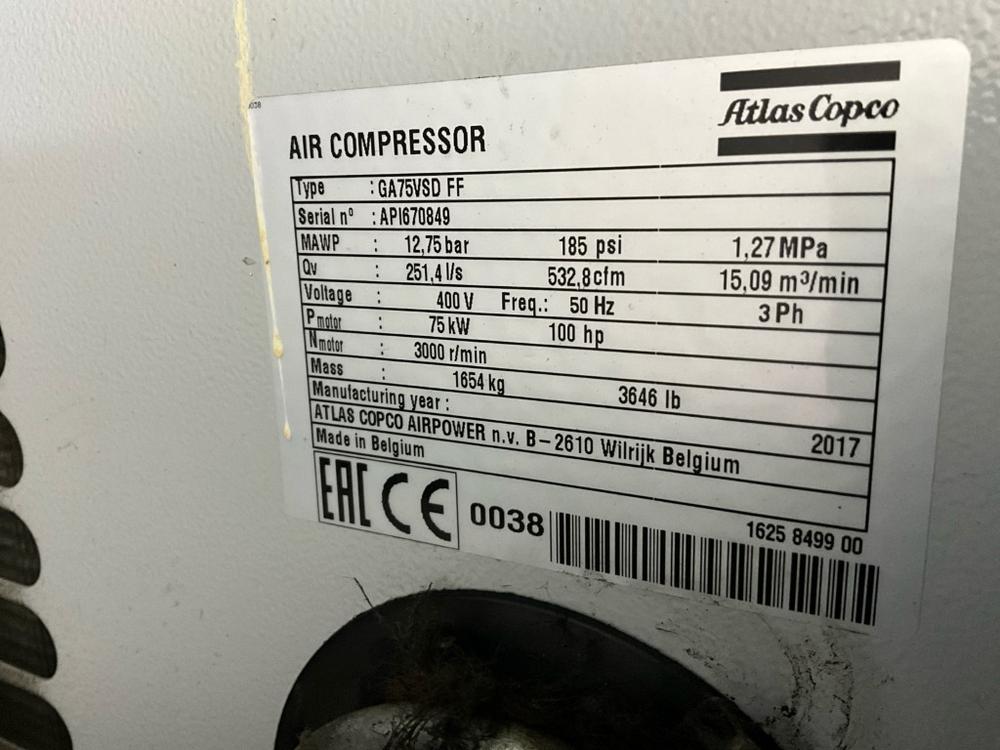 Atlas Copco
AIR COMPRESSOR
Type : GA75VSD FF
Serial nº : API670849
MAWP : 12,75 bar 185 psi 1,27 MPa
Qv : 251,4 l/s 532,8 cfm 15,09 m³/min
Voltage : 400 V Freq.: 50 Hz 3 Ph
Pmotor : 75 kW 100 hp
Nmotor : 3000 r/min
Mass : 1654 kg 3646 lb
Manufacturing year : 2017
ATLAS COPCO AIRPOWER n.v. B – 2610 Wilrijk Belgium
Made in Belgium
EAC CE 0038
1625 8499 00